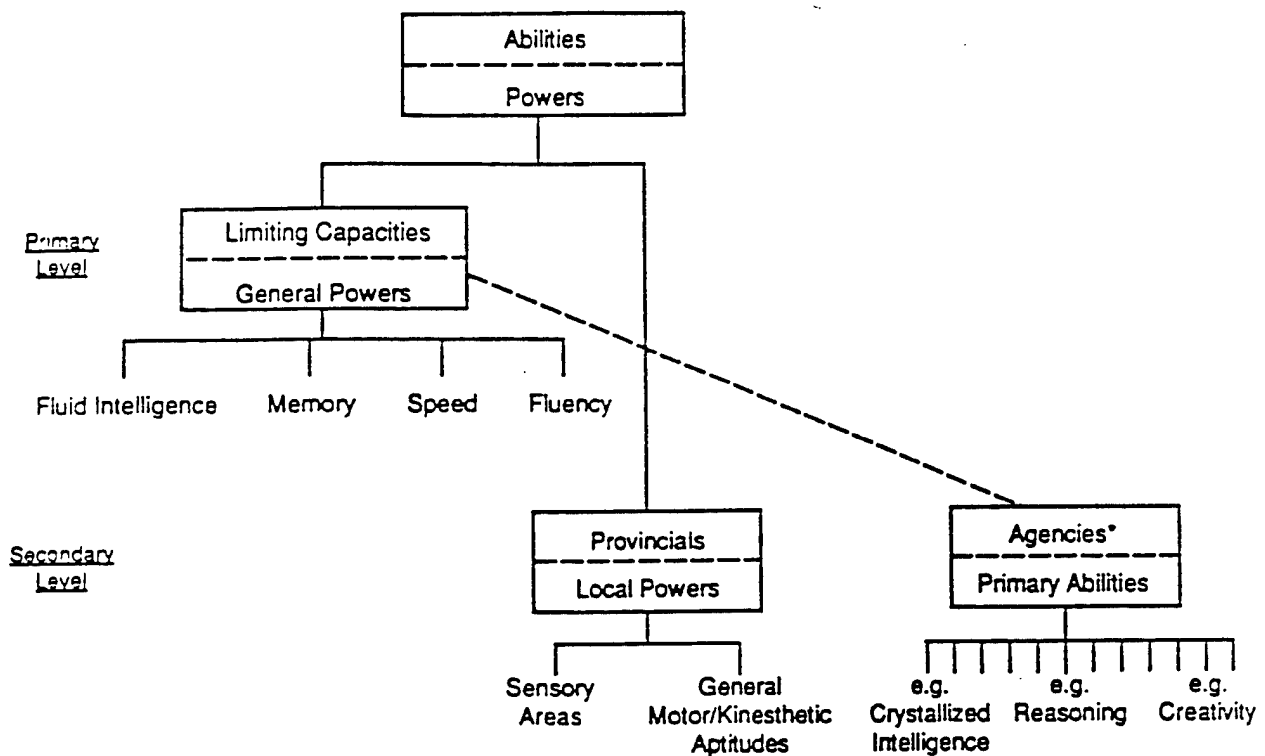 Abilities
Powers
Primary
Level
Limiting Capacities
General Powers
Fluid Intelligence
Memory
Speed
Fluency
Secondary
Level
Provincials
Local Powers
Agencies*
Primary Abilities
Sensory
Areas
General
Motor/Kinesthetic
Aptitudes
e.g.
Crystallized
Intelligence
e.g.
Reasoning
e.g.
Creativity